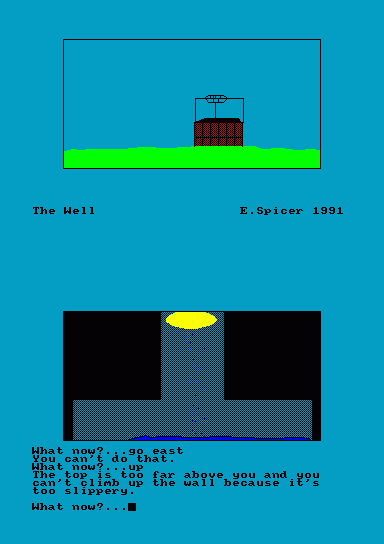 The Well E.Spicer 1991
What now?...go east
You can't do that.
What now?...up
The top is too far above you and you
can't climb up the wall because it's
too slippery.
What now?...